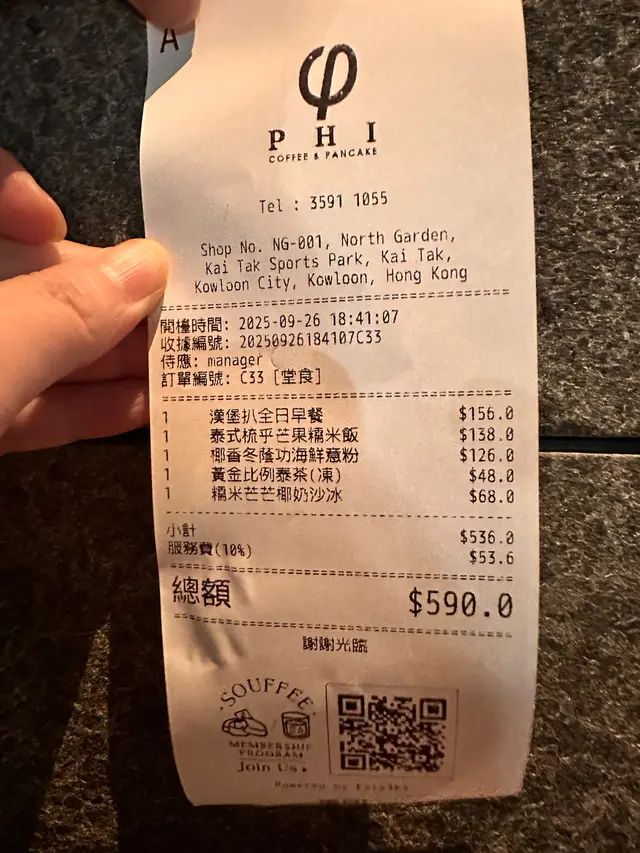 A
φ
PHI
COFFEE & PANCAKE
Tel : 3591 1055
Shop No. NG-001, North Garden,
Kai Tak Sports Park, Kai Tak,
Kowloon City, Kowloon, Hong Kong
開檯時間: 2025-09-26 18:41:07
收據編號: 20250926184107C33
侍應: manager
訂單編號: C33 [堂食]
1 漢堡扒全日早餐 $156.0
1 泰式梳乎芒果糯米飯 $138.0
1 椰香冬蔭功海鮮意粉 $126.0
1 黃金比例泰茶(凍) $48.0
1 糯米芒芒椰奶沙冰 $68.0
小計 $536.0
服務費(10%) $53.6
總額 $590.0
謝謝光臨
·SOUFFEE·
MEMBERSHIP
PROGRAM
Join Us
Powered by